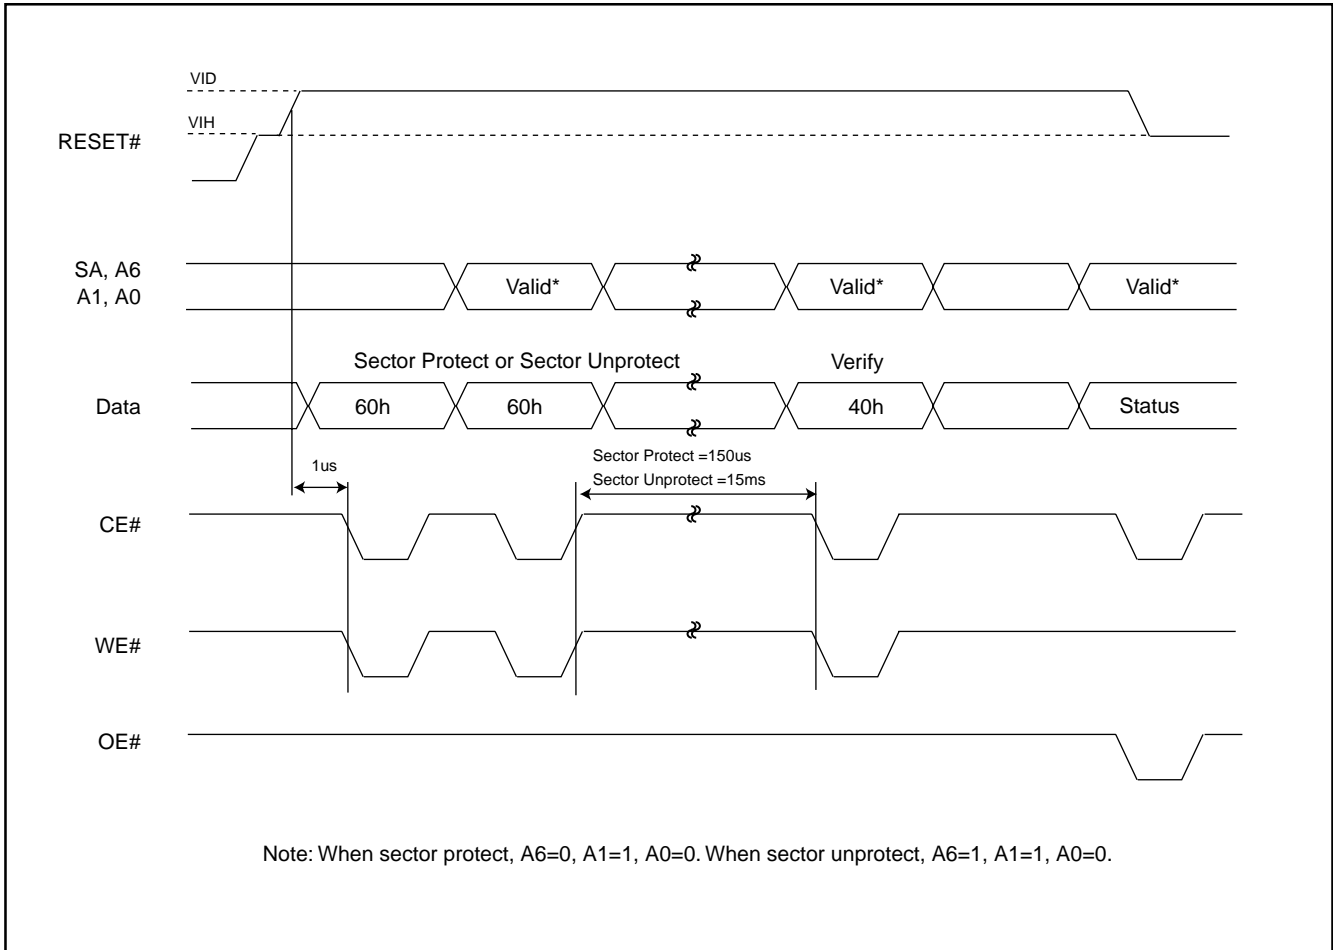 VID
VIH
RESET#
SA, A6
A1, A0
Valid*
Valid*
Valid*
Sector Protect or Sector Unprotect
Verify
Data
60h
60h
40h
Status
1us
Sector Protect =150us
Sector Unprotect =15ms
CE#
WE#
OE#
Note: When sector protect, A6=0, A1=1, A0=0. When sector unprotect, A6=1, A1=1, A0=0.